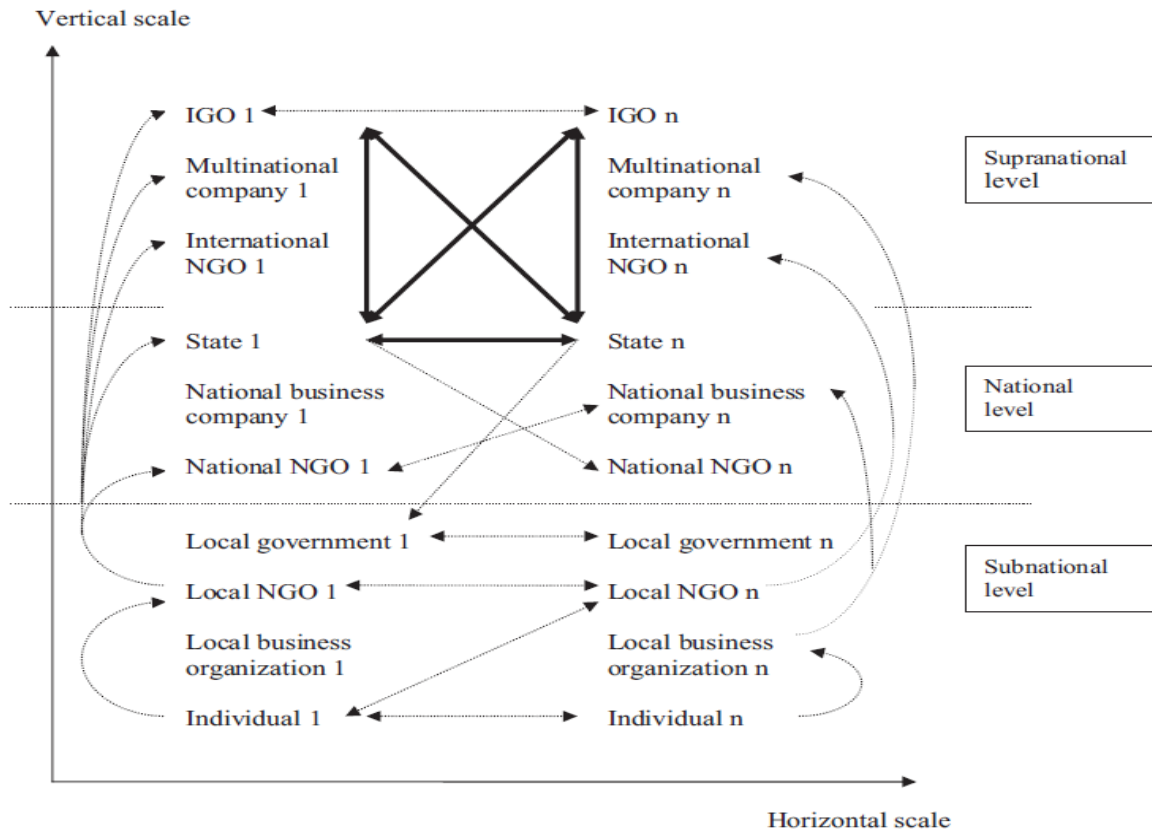 Vertical scale
IGO 1
IGO n
Multinational
company 1
Multinational
company n
Supranational
level
International
NGO 1
International
NGO n
State 1
State n
National business
company 1
National business
company n
National
level
National NGO 1
National NGO n
Local government 1
Local government n
Subnational
level
Local NGO 1
Local NGO n
Local business
organization 1
Local business
organization n
Individual 1
Individual n
Horizontal scale